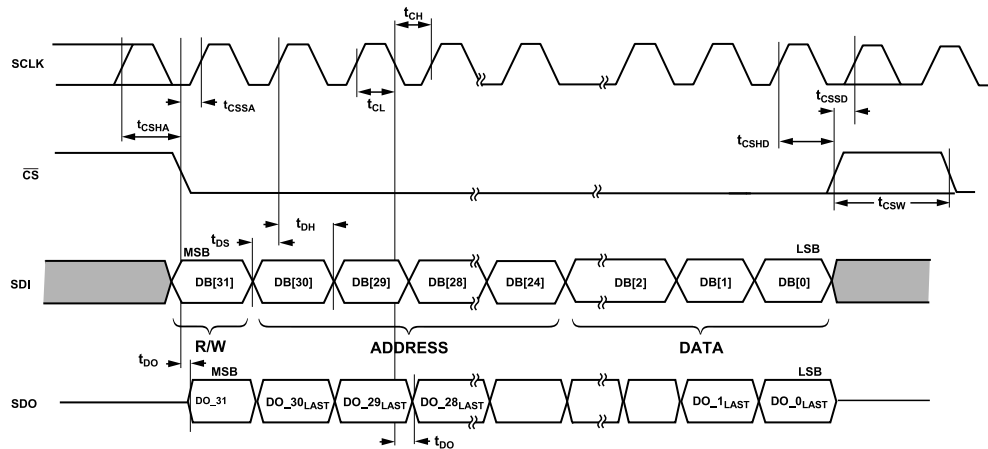 tCH
SCLK
tCSSA
tCL
tCSSD
tCSHA
tCSHD
CS
tCSW
tDS
tDH
MSB
LSB
SDI
DB[31]
DB[30]
DB[29]
DB[28]
DB[24]
DB[2]
DB[1]
DB[0]
R/W
ADDRESS
DATA
tDO
MSB
LSB
SDO
DO_31
DO_30LAST
DO_29LAST
DO_28LAST
DO_1LAST
DO_0LAST
tDO